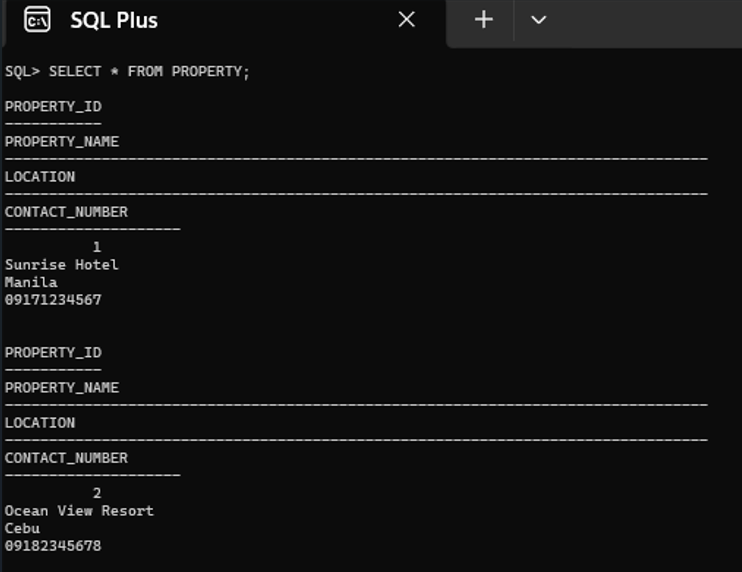 SQL Plus
SQL> SELECT * FROM PROPERTY;
PROPERTY_ID
-----------
PROPERTY_NAME
--------------------------------------------------------------------------------
LOCATION
--------------------------------------------------------------------------------
CONTACT_NUMBER
--------------------
          1
Sunrise Hotel
Manila
09171234567
PROPERTY_ID
-----------
PROPERTY_NAME
--------------------------------------------------------------------------------
LOCATION
--------------------------------------------------------------------------------
CONTACT_NUMBER
--------------------
          2
Ocean View Resort
Cebu
09182345678